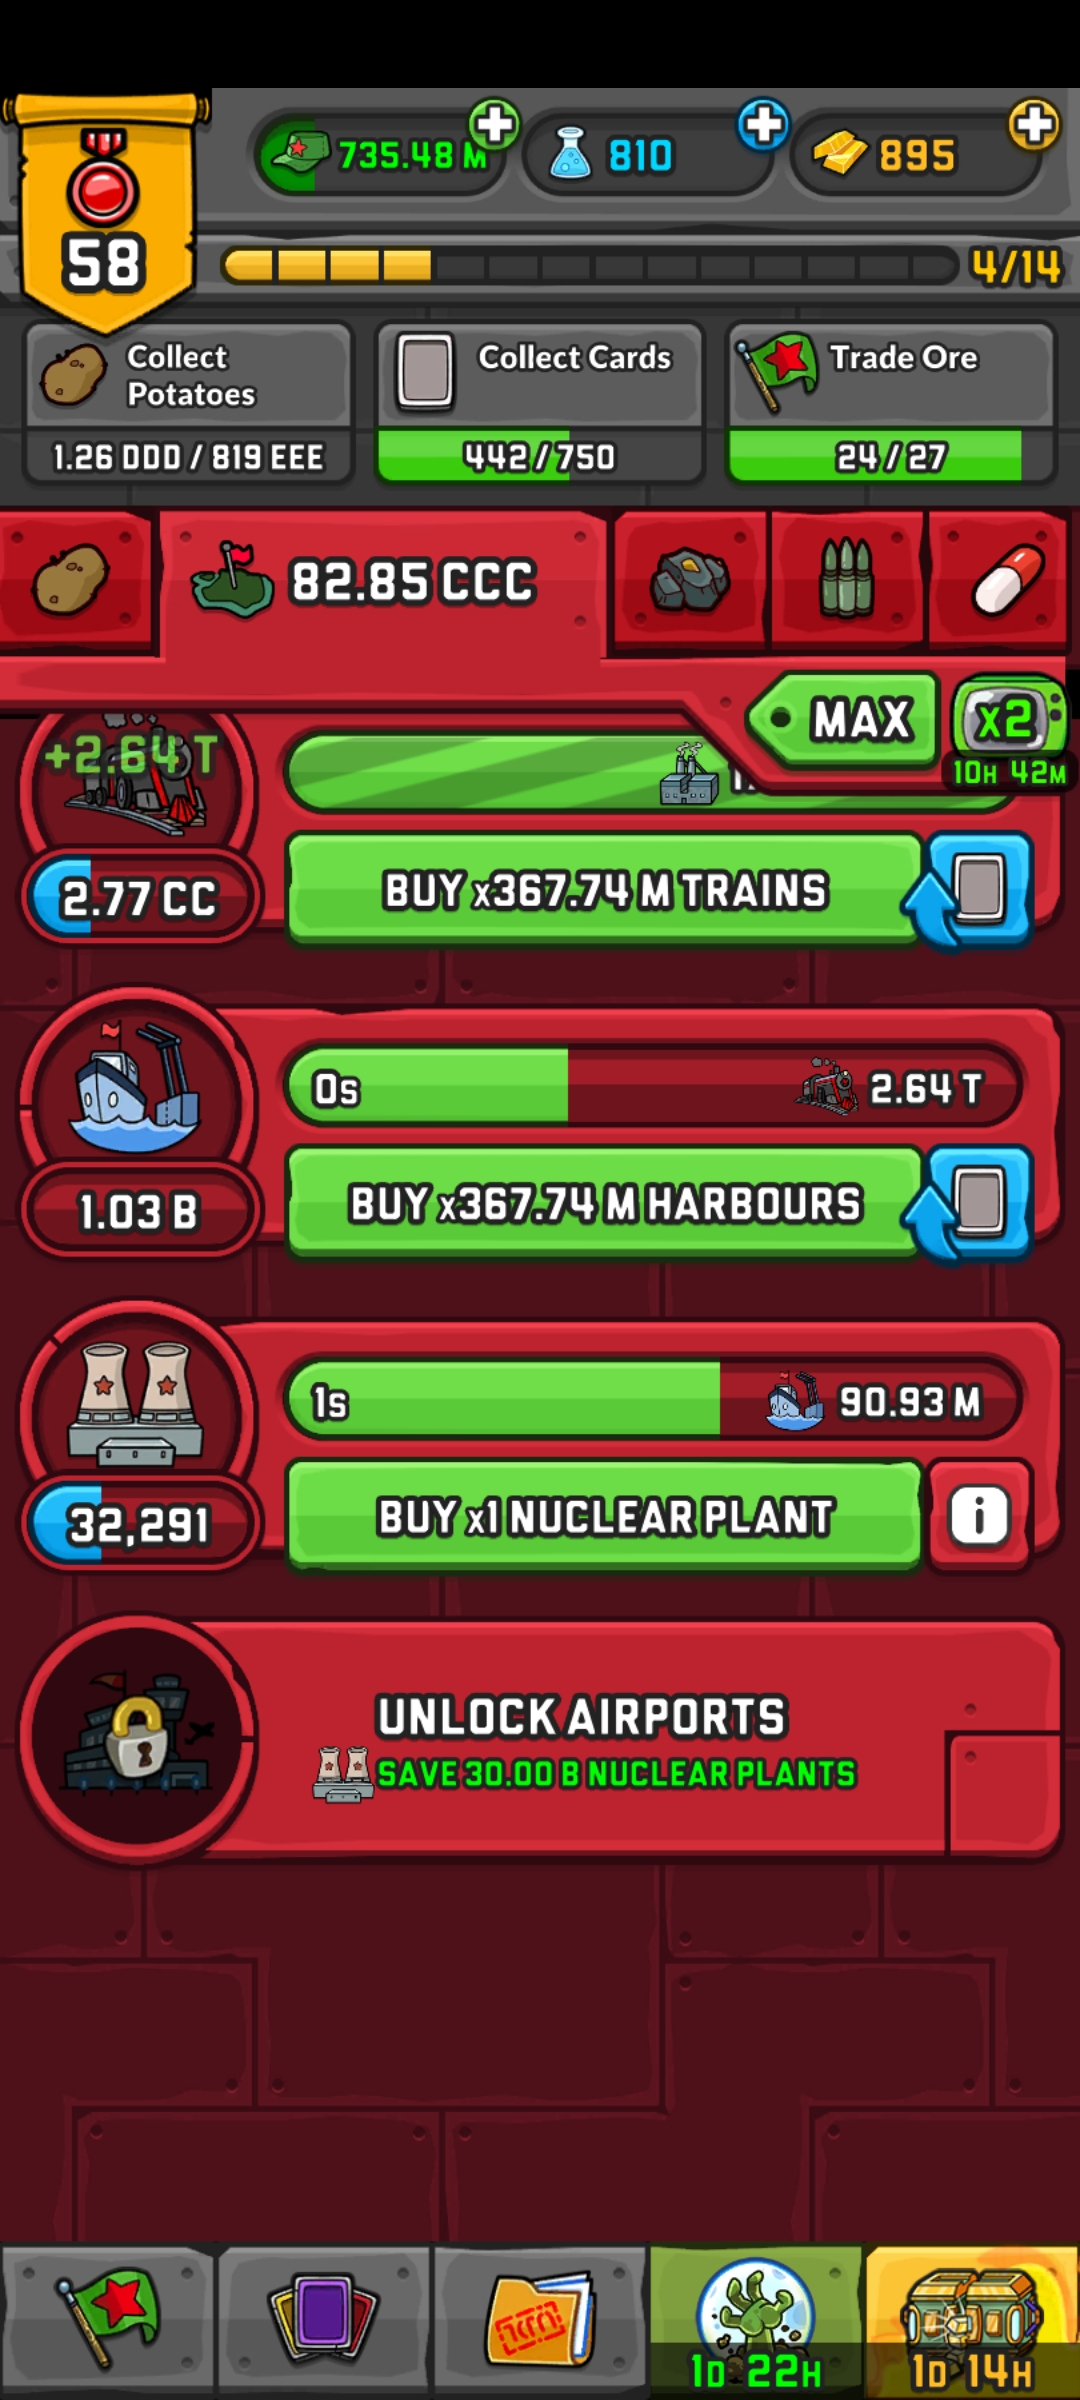 735.48 M
810
895
58
4/14
Collect
Potatoes
Collect Cards
Trade Ore
1.26 DDD / 819 EEE
442/750
24/27
82.85 CCC
MAX
x2
10H 42M
+2.64 T
2.77 CC
BUY x367.74 M TRAINS
0s
2.64 T
1.03 B
BUY x367.74 M HARBOURS
1s
90.93 M
32,291
BUY x1 NUCLEAR PLANT
i
UNLOCK AIRPORTS
SAVE 30.00 B NUCLEAR PLANTS
1D 22H
1D 14H